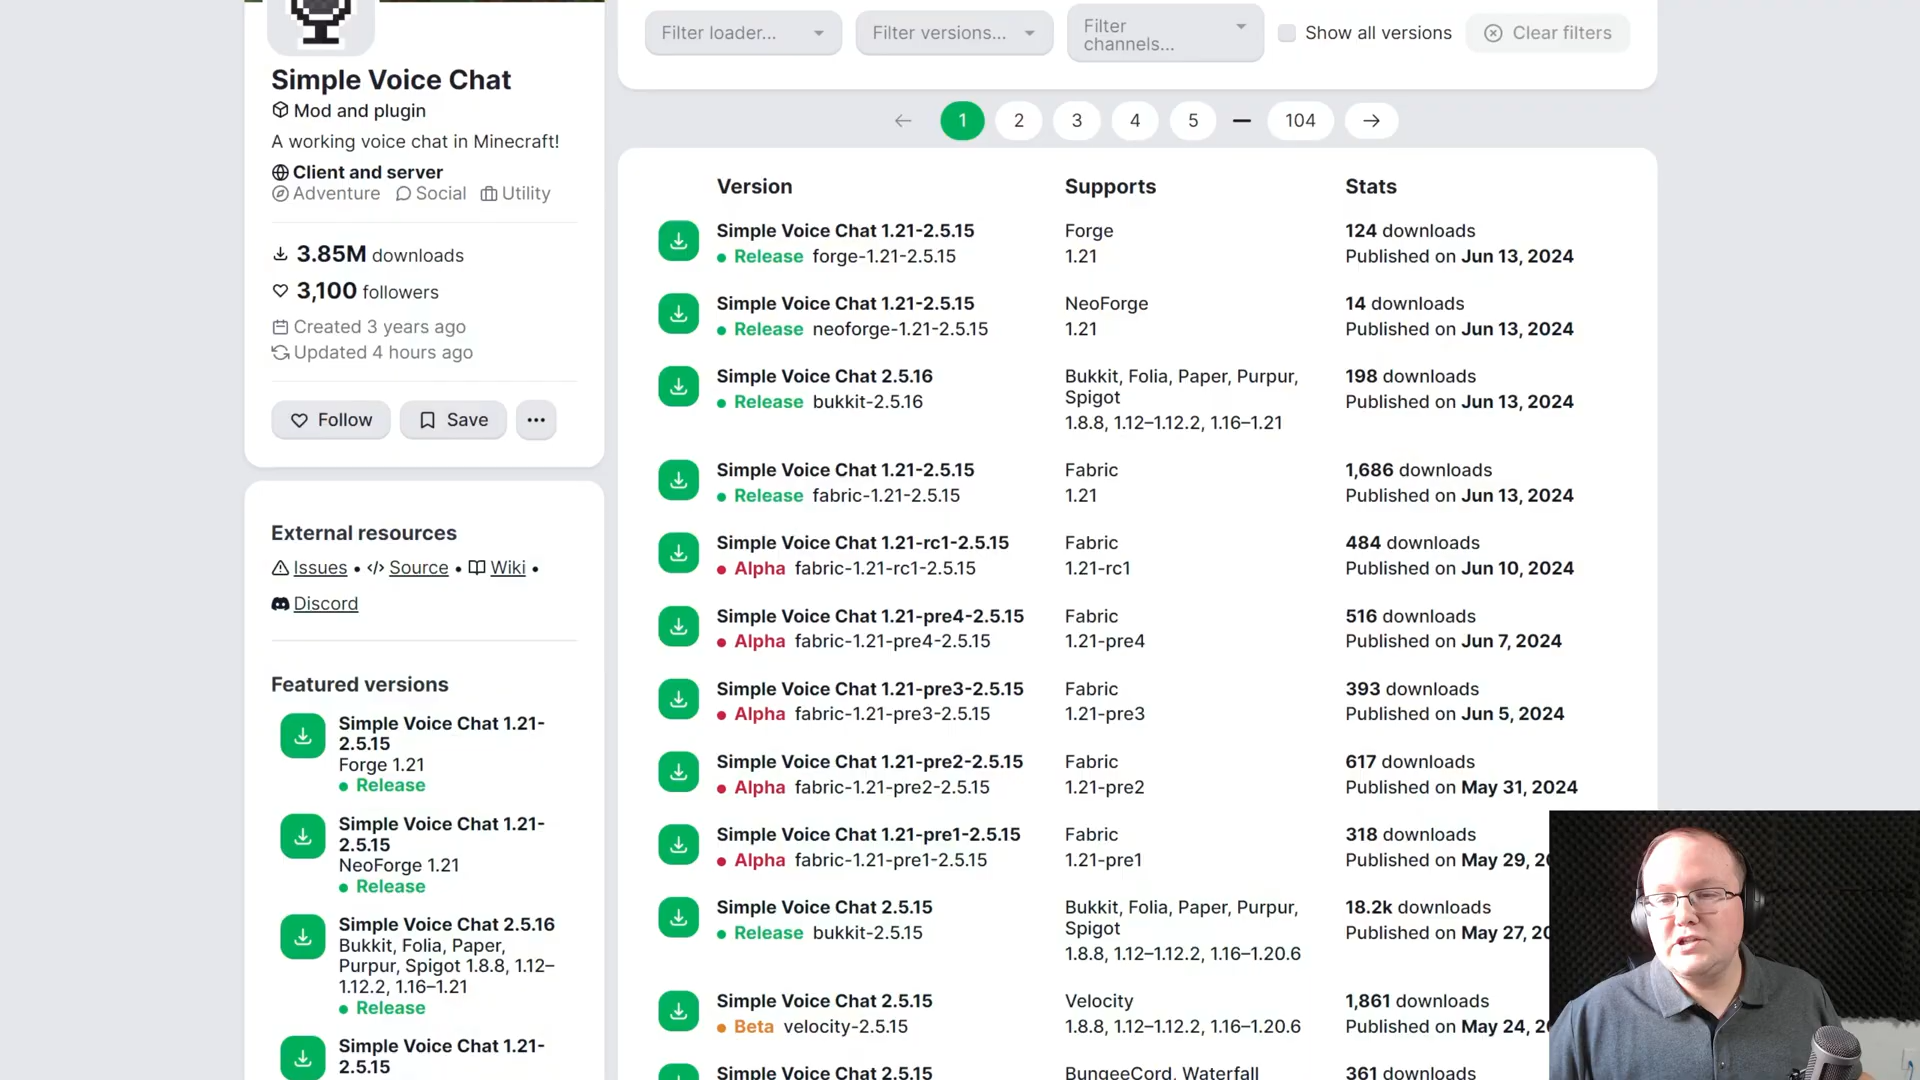 Simple Voice Chat
Mod and plugin
A working voice chat in Minecraft!
Client and server
Adventure Social Utility
3.85M downloads
3,100 followers
Created 3 years ago
Updated 4 hours ago
Follow Save
External resources
Issues • Source • Wiki •
Discord
Featured versions
Simple Voice Chat 1.21-
2.5.15
Forge 1.21
• Release
Simple Voice Chat 1.21-
2.5.15
NeoForge 1.21
• Release
Simple Voice Chat 2.5.16
Bukkit, Folia, Paper,
Purpur, Spigot 1.8.8, 1.12–
1.12.2, 1.16–1.21
• Release
Simple Voice Chat 1.21-
2.5.15
Filter loader... Filter versions... Filter
channels... Show all versions Clear filters
← 1 2 3 4 5 — 104 →
Version Supports Stats
Simple Voice Chat 1.21-2.5.15 Forge 124 downloads
• Release forge-1.21-2.5.15 1.21 Published on Jun 13, 2024
Simple Voice Chat 1.21-2.5.15 NeoForge 14 downloads
• Release neoforge-1.21-2.5.15 1.21 Published on Jun 13, 2024
Simple Voice Chat 2.5.16 Bukkit, Folia, Paper, Purpur, 198 downloads
• Release bukkit-2.5.16 Spigot Published on Jun 13, 2024
1.8.8, 1.12–1.12.2, 1.16–1.21
Simple Voice Chat 1.21-2.5.15 Fabric 1,686 downloads
• Release fabric-1.21-2.5.15 1.21 Published on Jun 13, 2024
Simple Voice Chat 1.21-rc1-2.5.15 Fabric 484 downloads
• Alpha fabric-1.21-rc1-2.5.15 1.21-rc1 Published on Jun 10, 2024
Simple Voice Chat 1.21-pre4-2.5.15 Fabric 516 downloads
• Alpha fabric-1.21-pre4-2.5.15 1.21-pre4 Published on Jun 7, 2024
Simple Voice Chat 1.21-pre3-2.5.15 Fabric 393 downloads
• Alpha fabric-1.21-pre3-2.5.15 1.21-pre3 Published on Jun 5, 2024
Simple Voice Chat 1.21-pre2-2.5.15 Fabric 617 downloads
• Alpha fabric-1.21-pre2-2.5.15 1.21-pre2 Published on May 31, 2024
Simple Voice Chat 1.21-pre1-2.5.15 Fabric 318 downloads
• Alpha fabric-1.21-pre1-2.5.15 1.21-pre1 Published on May 29,
Simple Voice Chat 2.5.15 Bukkit, Folia, Paper, Purpur, 18.2k downloads
• Release bukkit-2.5.15 Spigot Published on May 27,
1.8.8, 1.12–1.12.2, 1.16–1.20.6
Simple Voice Chat 2.5.15 Velocity 1,861 downloads
• Beta velocity-2.5.15 1.8.8, 1.12–1.12.2, 1.16–1.20.6 Published on May 24,
Simple Voice Chat 2.5.15 BungeeCord, Waterfall 361 downloads